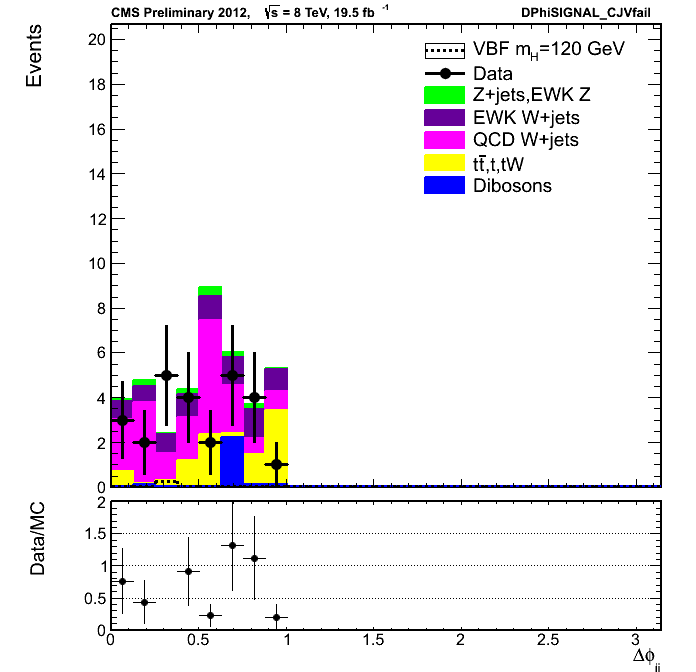 CMS Preliminary 2012, √s = 8 TeV, 19.5 fb⁻¹ DPhiSIGNAL_CJVfail
Events
20
18
16
14
12
10
8
6
4
2
0
VBF m_H=120 GeV
Data
Z+jets,EWK Z
EWK W+jets
QCD W+jets
tt̄,t,tW
Dibosons
Data/MC
2
1.5
1
0.5
0
0 0.5 1 1.5 2 2.5 3
Δϕ_jj